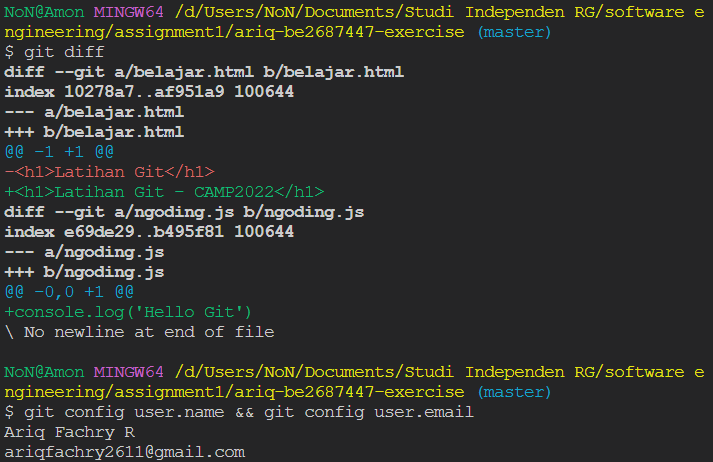 NoN@Amon MINGW64 /d/Users/NoN/Documents/Studi Independen RG/software e
ngineering/assignment1/ariq-be2687447-exercise (master)
$ git diff
diff --git a/belajar.html b/belajar.html
index 10278a7..af951a9 100644
--- a/belajar.html
+++ b/belajar.html
@@ -1 +1 @@
-<h1>Latihan Git</h1>
+<h1>Latihan Git - CAMP2022</h1>
diff --git a/ngoding.js b/ngoding.js
index e69de29..b495f81 100644
--- a/ngoding.js
+++ b/ngoding.js
@@ -0,0 +1 @@
+console.log('Hello Git')
\ No newline at end of file
NoN@Amon MINGW64 /d/Users/NoN/Documents/Studi Independen RG/software e
ngineering/assignment1/ariq-be2687447-exercise (master)
$ git config user.name && git config user.email
Ariq Fachry R
ariqfachry2611@gmail.com